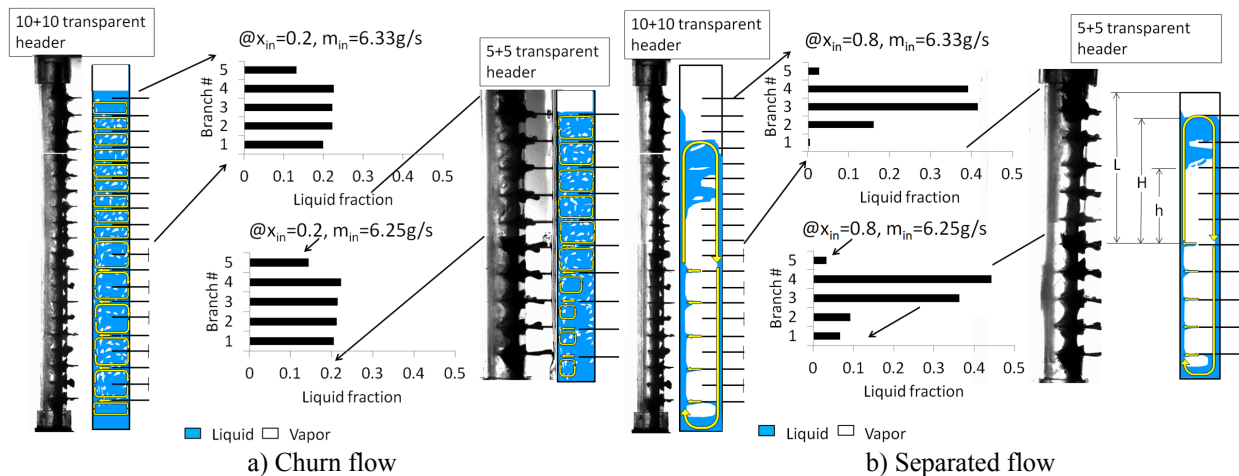 10+10 transparent
header
@x_in=0.2, m_in=6.33g/s
Branch #
5
4
3
2
1
0 0.1 0.2 0.3 0.4 0.5
Liquid fraction
5+5 transparent
header
@x_in=0.2, m_in=6.25g/s
Branch #
5
4
3
2
1
0 0.1 0.2 0.3 0.4 0.5
Liquid fraction
Liquid Vapor
a) Churn flow
10+10 transparent
header
@x_in=0.8, m_in=6.33g/s
Branch #
5
4
3
2
1
0 0.1 0.2 0.3 0.4 0.5
Liquid fraction
5+5 transparent
header
L
H
h
@x_in=0.8, m_in=6.25g/s
Branch #
5
4
3
2
1
0 0.1 0.2 0.3 0.4 0.5
Liquid fraction
Liquid Vapor
b) Separated flow